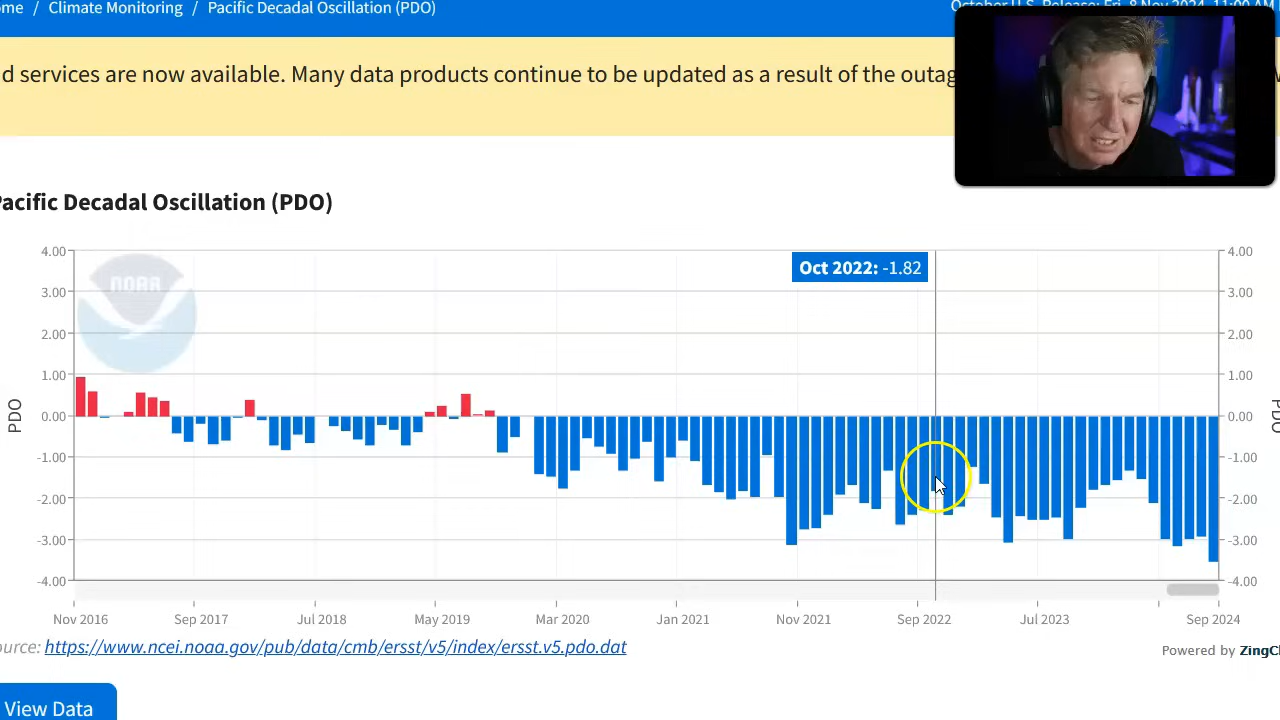 ome / Climate Monitoring / Pacific Decadal Oscillation (PDO)
October U.S. Release: Fri, 8 Nov 2024, 11:00 AM
d services are now available. Many data products continue to be updated as a result of the outag
Pacific Decadal Oscillation (PDO)
4.00 4.00
Oct 2022: -1.82
NOAA
3.00 3.00
2.00 2.00
1.00 1.00
0.00 0.00
PDO PDO
-1.00 -1.00
-2.00 -2.00
-3.00 -3.00
-4.00 -4.00
Nov 2016 Sep 2017 Jul 2018 May 2019 Mar 2020 Jan 2021 Nov 2021 Sep 2022 Jul 2023 Sep 2024
ource: https://www.ncei.noaa.gov/pub/data/cmb/ersst/v5/index/ersst.v5.pdo.dat
Powered by ZingCh
View Data